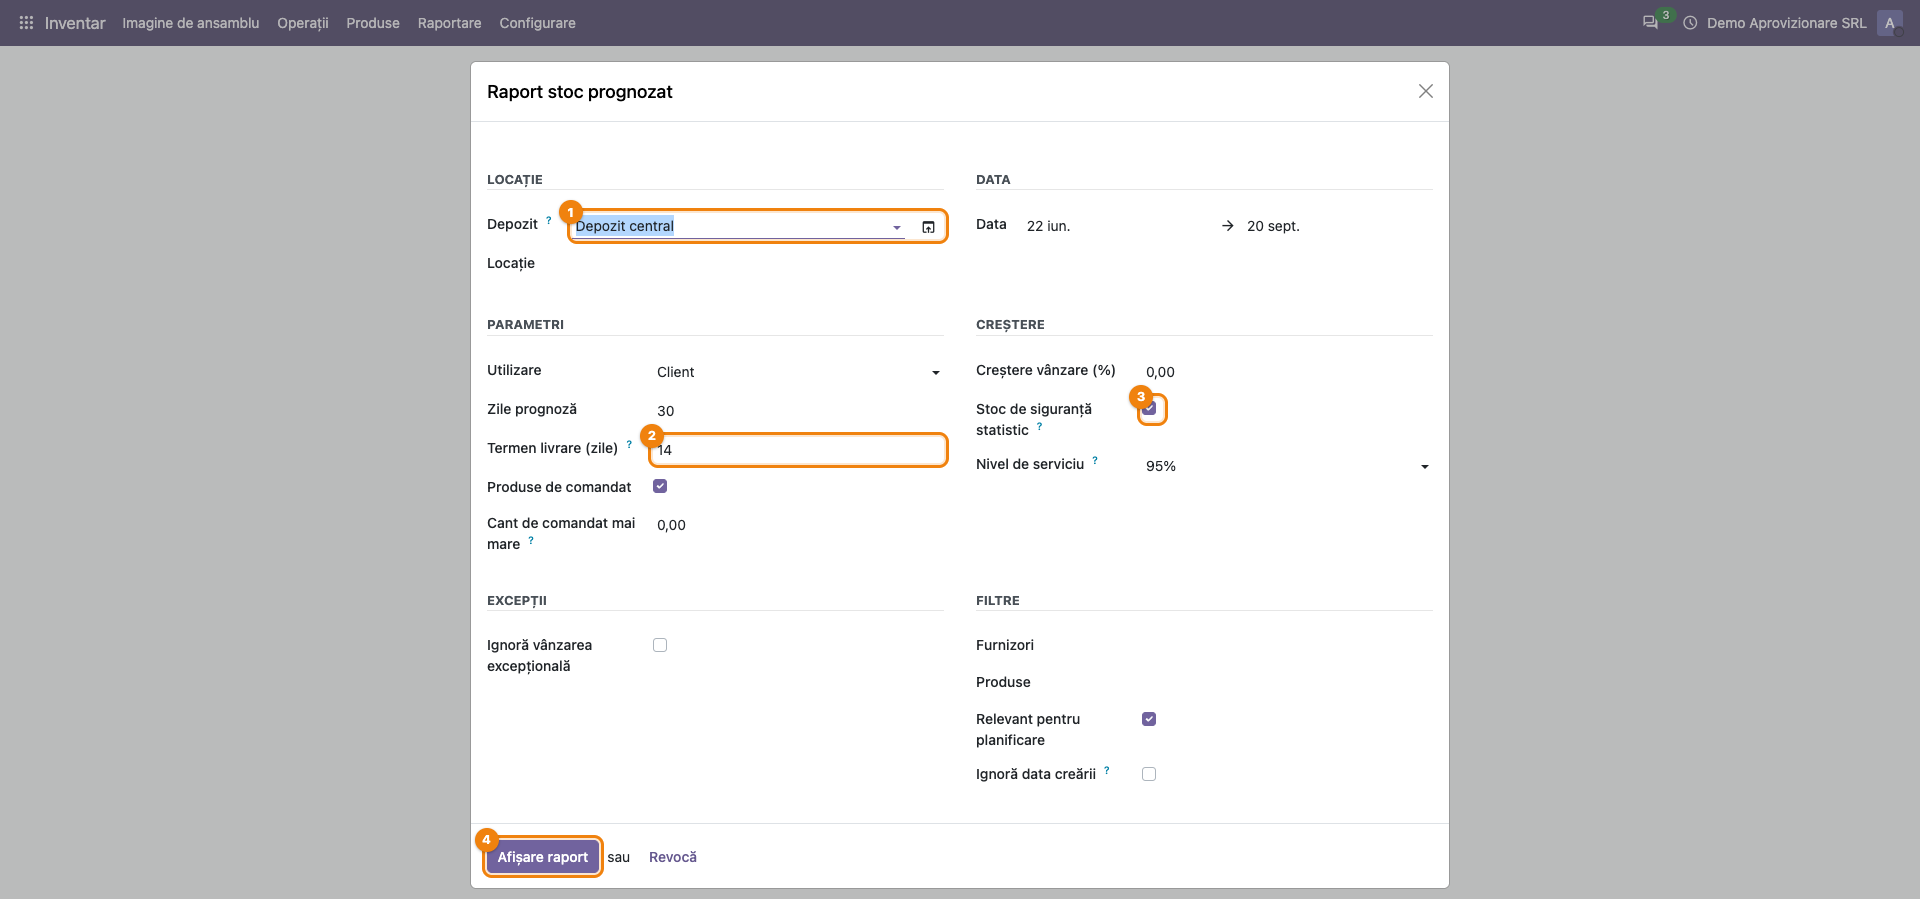 Inventar Imagine de ansamblu Operații Produse Raportare Configurare 3 Demo Aprovizionare SRL A
Raport stoc prognozat
LOCAȚIE
Depozit ? 1 Depozit central
Locație
DATA
Data 22 iun. → 20 sept.
PARAMETRI
Utilizare Client
Zile prognoză 30
Termen livrare (zile) ? 2 14
Produse de comandat
Cant de comandat mai
mare ? 0,00
CREȘTERE
Creștere vânzare (%) 0,00
Stoc de siguranță 3
statistic ?
Nivel de serviciu ? 95%
EXCEPȚII
Ignoră vânzarea
excepțională
FILTRE
Furnizori
Produse
Relevant pentru
planificare
Ignoră data creării ?
4 Afișare raport sau Revocă